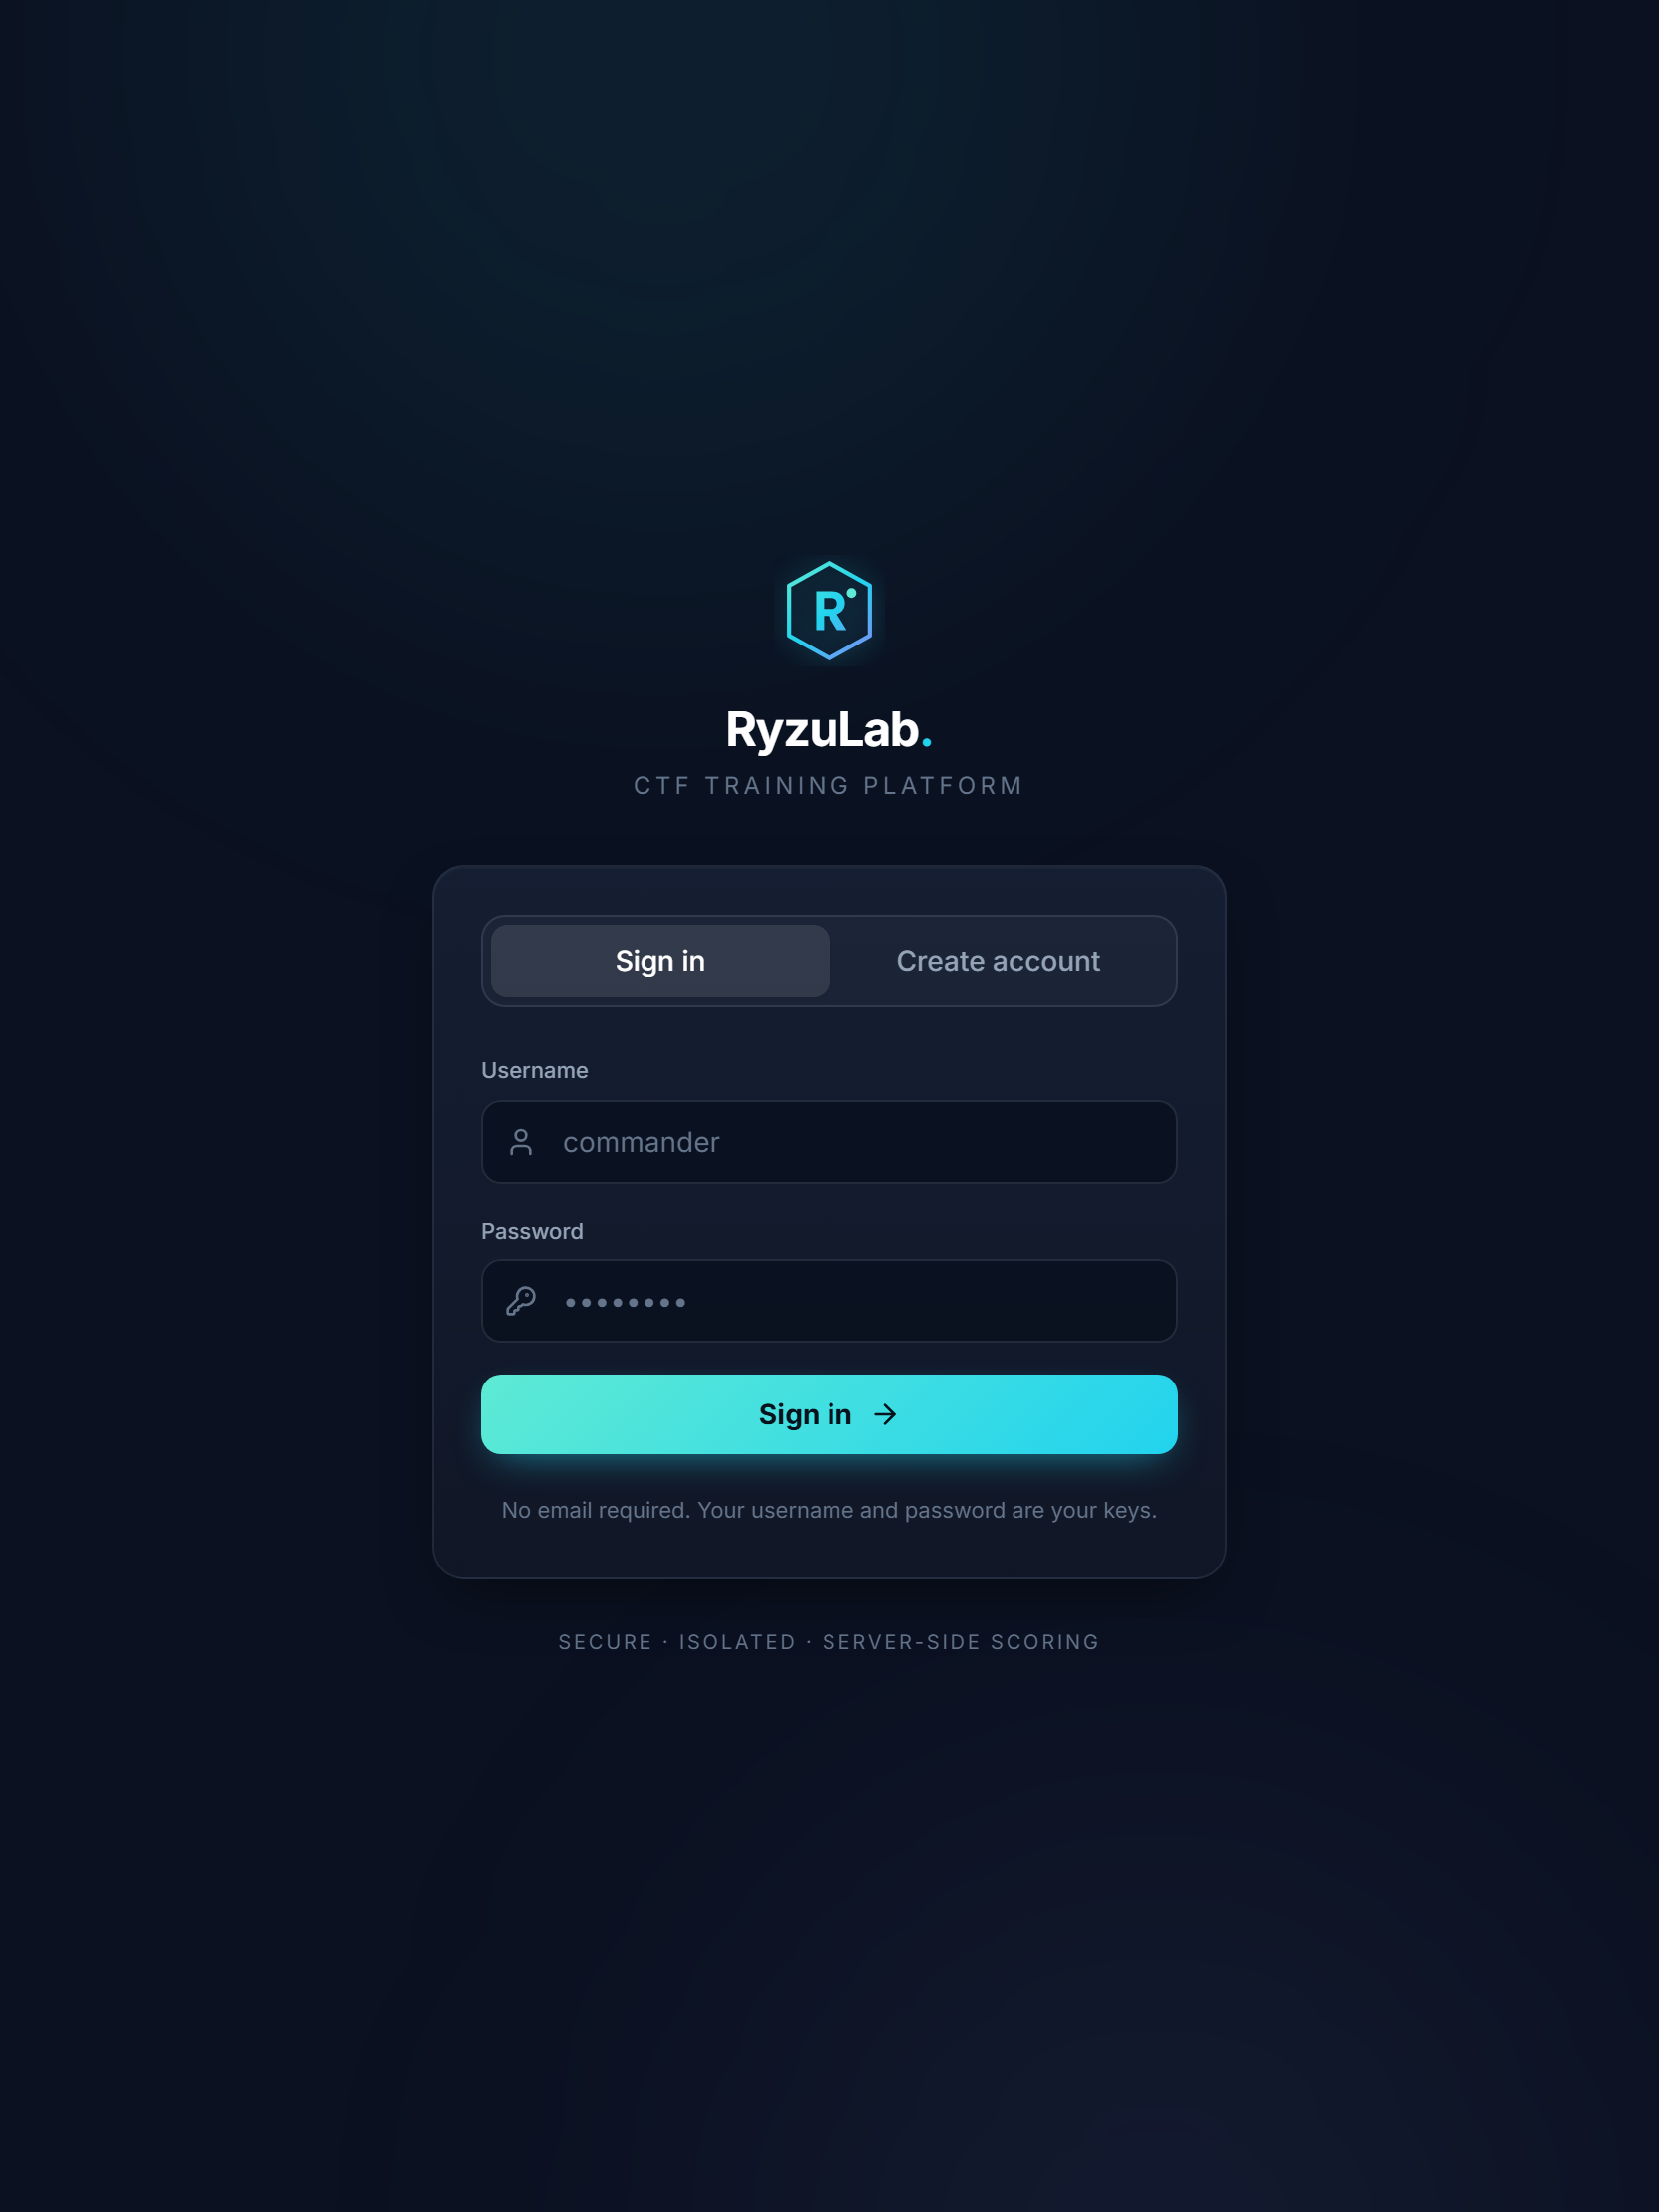 R
RyzuLab.
CTF TRAINING PLATFORM
Sign in
Create account
Username
commander
Password
••••••••
Sign in →
No email required. Your username and password are your keys.
SECURE · ISOLATED · SERVER-SIDE SCORING